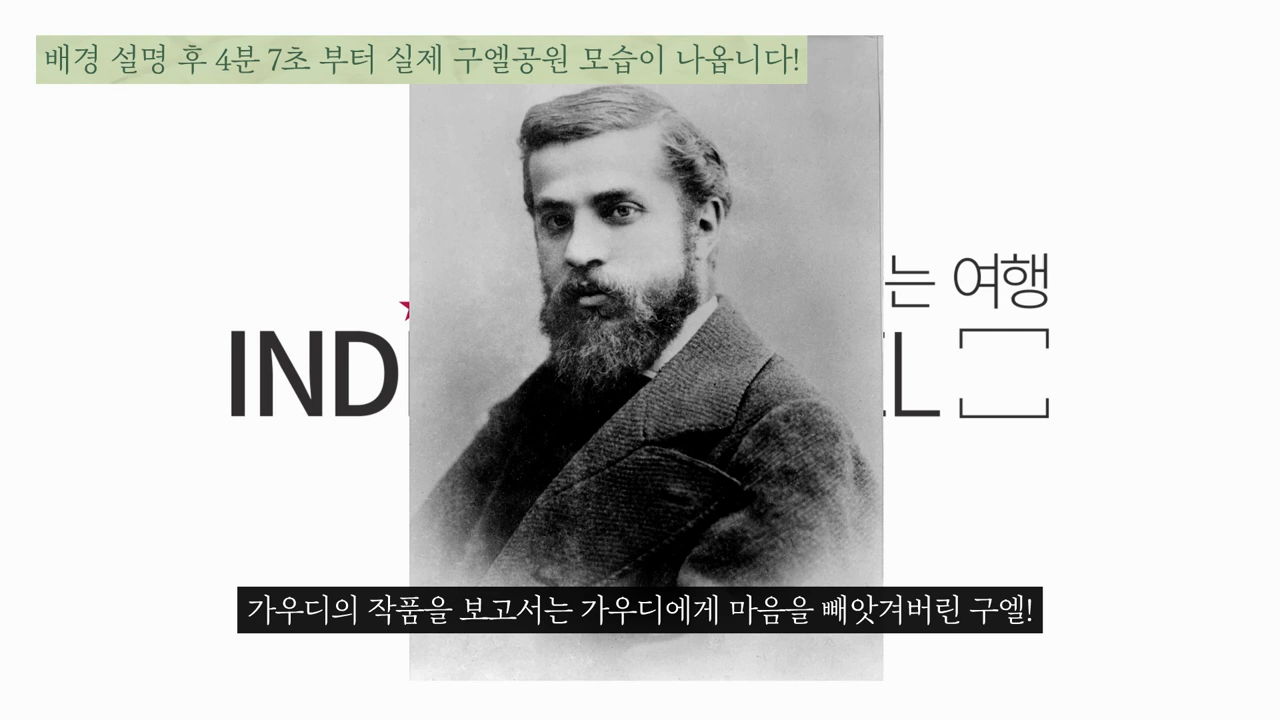 배경 설명 후 4분 7초 부터 실제 구엘공원 모습이 나옵니다!
는 여행
IND
EL
가우디의 작품을 보고서는 가우디에게 마음을 빼앗겨버린 구엘!